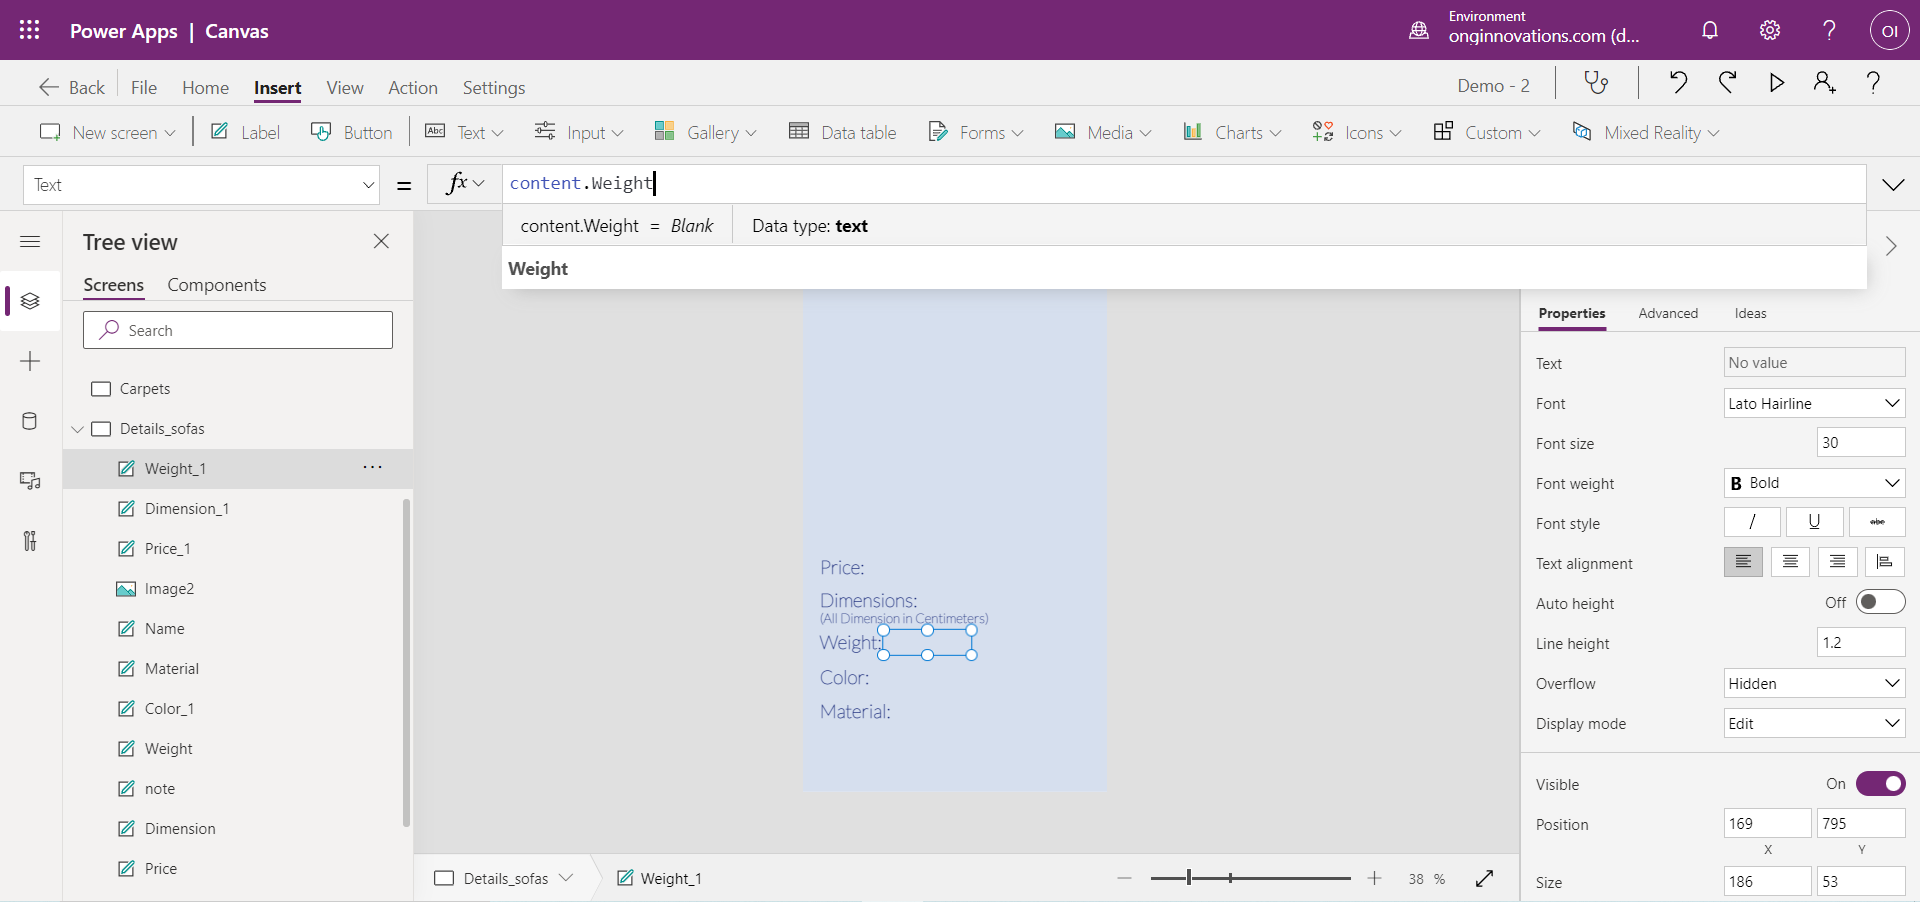 Power Apps | Canvas
Environment
onginnovations.com (d...
OI
Back File Home Insert View Action Settings
Demo - 2
New screen Label Button Abc Text Input Gallery Data table Forms Media Charts Icons Custom Mixed Reality
Text = fx content.Weight
content.Weight = Blank Data type: text
Weight
Tree view
Screens Components
Search
Carpets
Details_sofas
Weight_1 ...
Dimension_1
Price_1
Image2
Name
Material
Color_1
Weight
note
Dimension
Price
Price:
Dimensions:
(All Dimension in Centimeters)
Weight:
Color:
Material:
Details_sofas Weight_1
38 %
Properties Advanced Ideas
Text No value
Font Lato Hairline
Font size 30
Font weight B Bold
Font style / U abc
Text alignment
Auto height Off
Line height 1.2
Overflow Hidden
Display mode Edit
Visible On
Position 169 795
X Y
Size 186 53